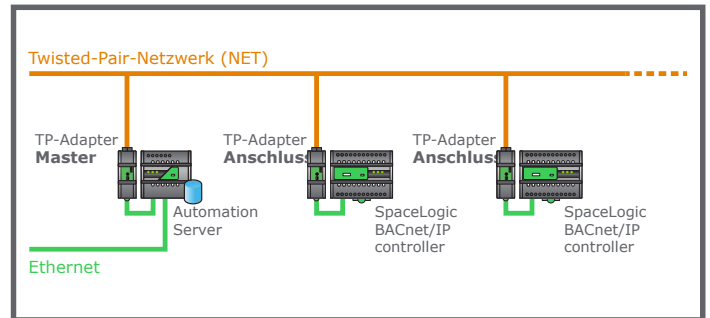 Twisted-Pair-Netzwerk (NET)
TP-Adapter
Master
TP-Adapter
Anschluss
TP-Adapter
Anschluss
Automation
Server
SpaceLogic
BACnet/IP
controller
SpaceLogic
BACnet/IP
controller
Ethernet